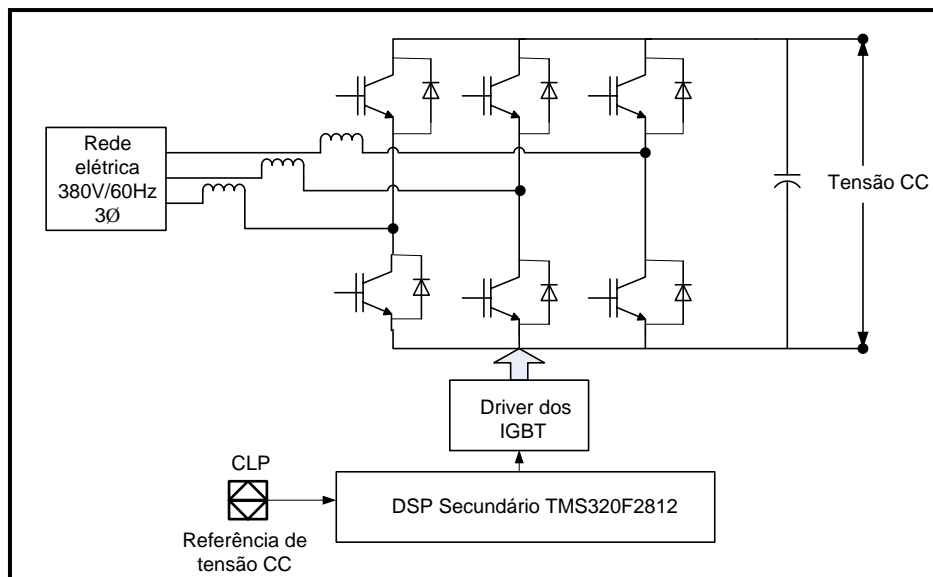 Rede
elétrica
380V/60Hz
3Ø
Tensão CC
Driver dos
IGBT
CLP
DSP Secundário TMS320F2812
Referência de
tensão CC